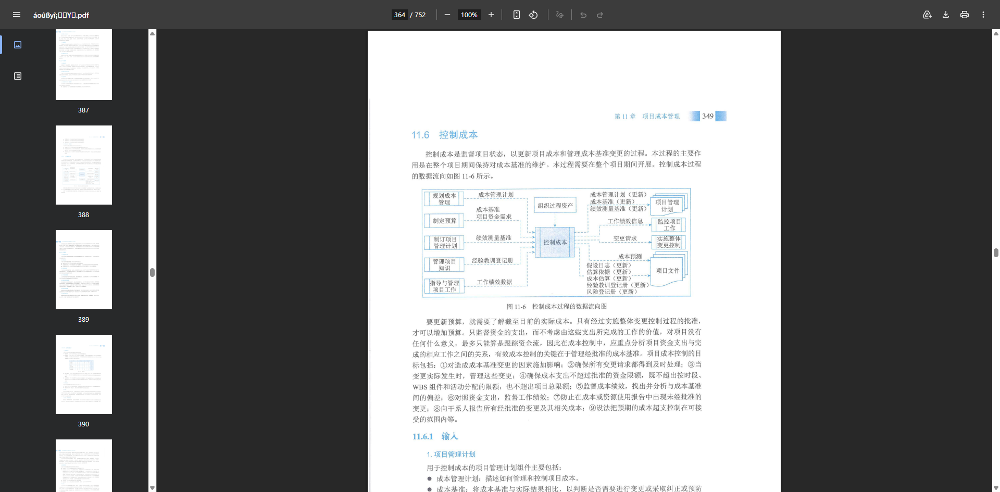 áoûßyî¡▯▯Y▯.pdf
364 / 752
100%
387
388
389
390
第 11 章 项目成本管理 349
11.6 控制成本
控制成本是监督项目状态，以更新项目成本和管理成本基准变更的过程。本过程的主要作
用是在整个项目期间保持对成本基准的维护。本过程需要在整个项目期间开展。控制成本过程
的数据流向如图 11-6 所示。
规划成本
管理
成本管理计划
制定预算
成本基准
项目资金需求
制订项目
管理计划
绩效测量基准
管理项目
知识
经验教训登记册
指导与管理
项目工作
工作绩效数据
组织过程资产
控制成本
成本管理计划（更新）
成本基准（更新）
绩效测量基准（更新）
项目管理
计划
工作绩效信息
监控项目
工作
变更请求
实施整体
变更控制
成本预测
假设日志（更新）
估算依据（更新）
成本估算（更新）
经验教训登记册（更新）
风险登记册（更新）
项目文件
图 11-6 控制成本过程的数据流向图
要更新预算，就需要了解截至目前的实际成本。只有经过实施整体变更控制过程的批准，
才可以增加预算。只监督资金的支出，而不考虑由这些支出所完成的工作的价值，对项目没有
任何什么意义，最多只能算是跟踪资金流，因此在成本控制中，应重点分析项目资金支出与完
成的相应工作之间的关系，有效成本控制的关键在于管理经批准的成本基准。项目成本控制的目
标包括：①对造成成本基准变更的因素施加影响；②确保所有变更请求都得到及时处理；③当
变更实际发生时，管理这些变更；④确保成本支出不超过批准的资金限额，既不超出按时段、
WBS 组件和活动分配的限额，也不超出项目总限额；⑤监督成本绩效，找出并分析与成本基准
间的偏差；⑥对照资金支出，监督工作绩效；⑦防止在成本或资源使用报告中出现未经批准的
变更；⑧向干系人报告所有经批准的变更及其相关成本；⑨设法把预期的成本超支控制在可接
受的范围内等。
11.6.1 输入
1. 项目管理计划
用于控制成本的项目管理计划组件主要包括：
● 成本管理计划：描述如何管理和控制项目成本。
● 成本基准：将成本基准与实际结果相比，以判断是否需要进行变更或采取纠正或预防